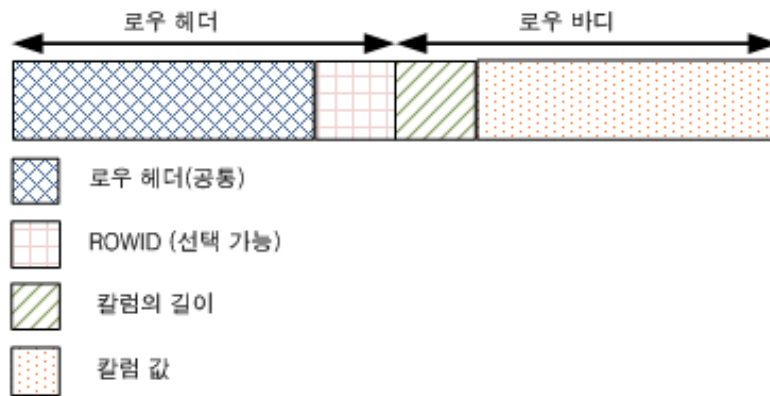 로우 헤더 로우 바디
로우 헤더(공통)
ROWID (선택 가능)
칼럼의 길이
칼럼 값